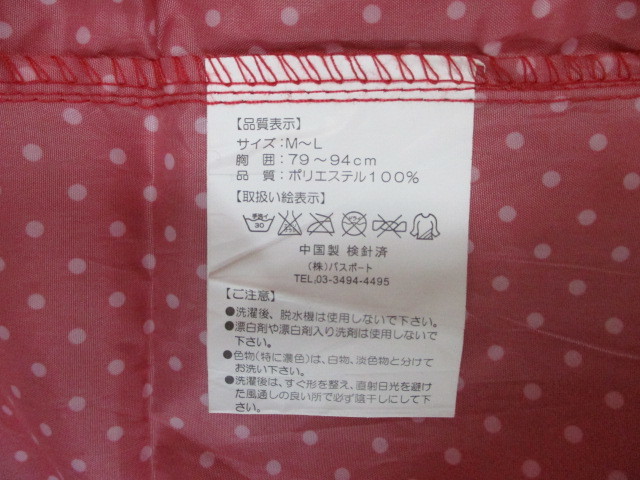 【品質表示】
サイズ:M～L
胸 囲:79～94cm
品 質:ポリエステル100%
【取扱い絵表示】
手洗イ 30
中国製 検針済
(株)パスポート
TEL.03-3494-4495
【ご注意】
●洗濯後、脱水機は使用しないで下さい。
●漂白剤や漂白剤入り洗剤は使用しないで
下さい。
●色物(特に濃色)は、白物、淡色物と分けて
お洗い下さい。
●洗濯後は、すぐ形を整え、直射日光を避け
た風通しの良い所で必ず陰干しにして下
さい。